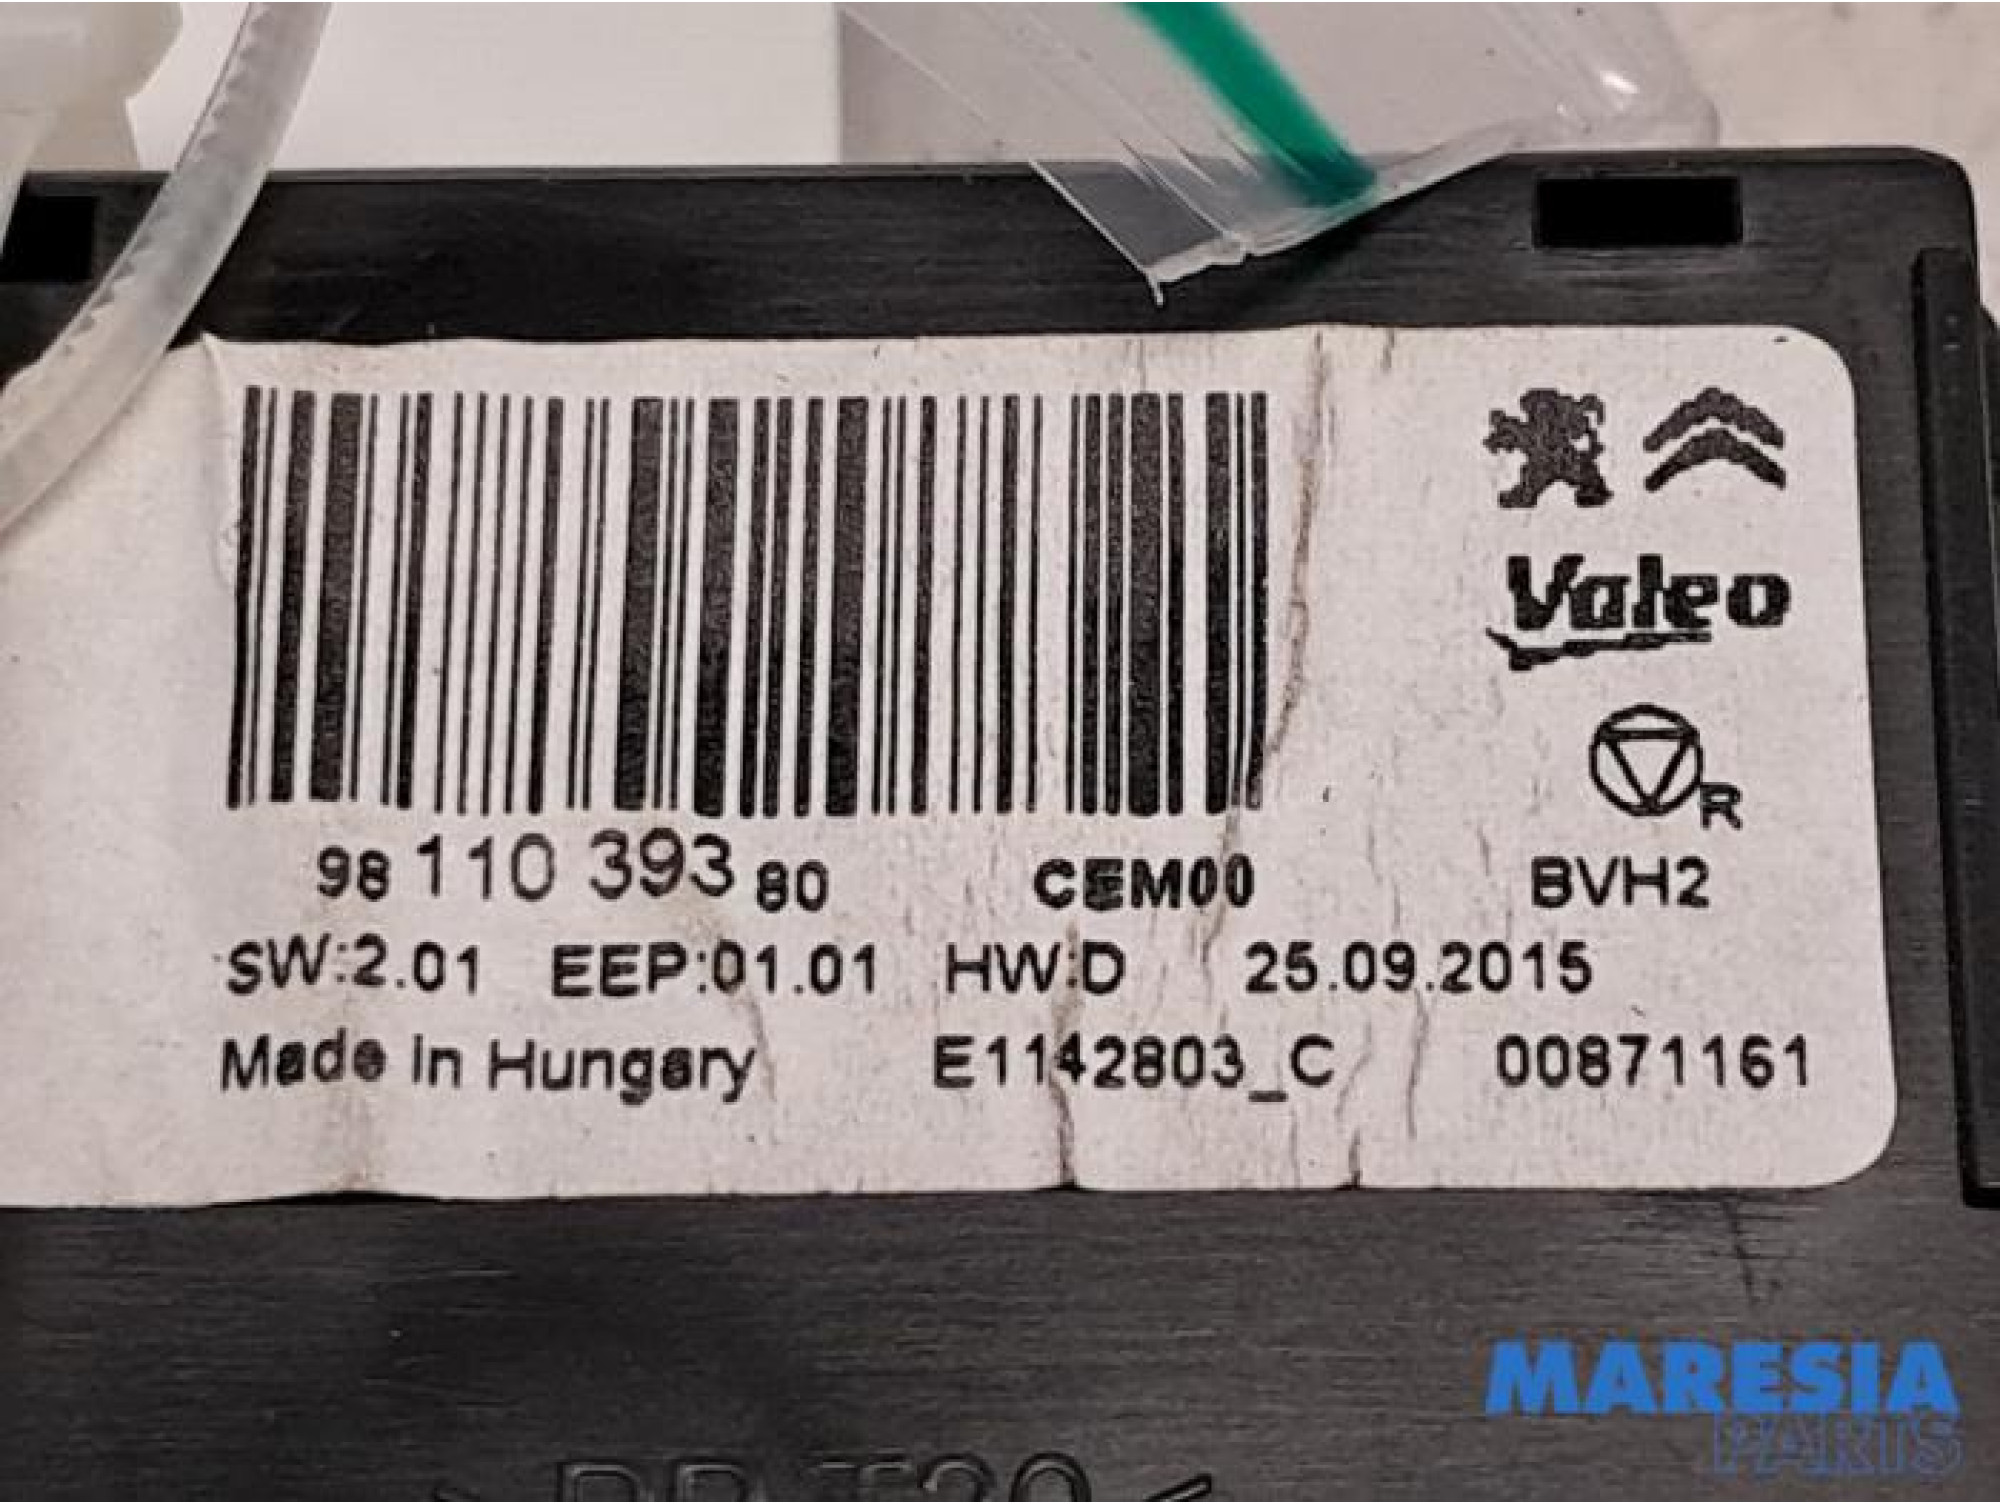 Valeo
R
98 110 393 80 CEM00 BVH2
SW:2.01 EEP:01.01 HW:D 25.09.2015
Made in Hungary E1142803_C 00871161
MARESIA
PARTS